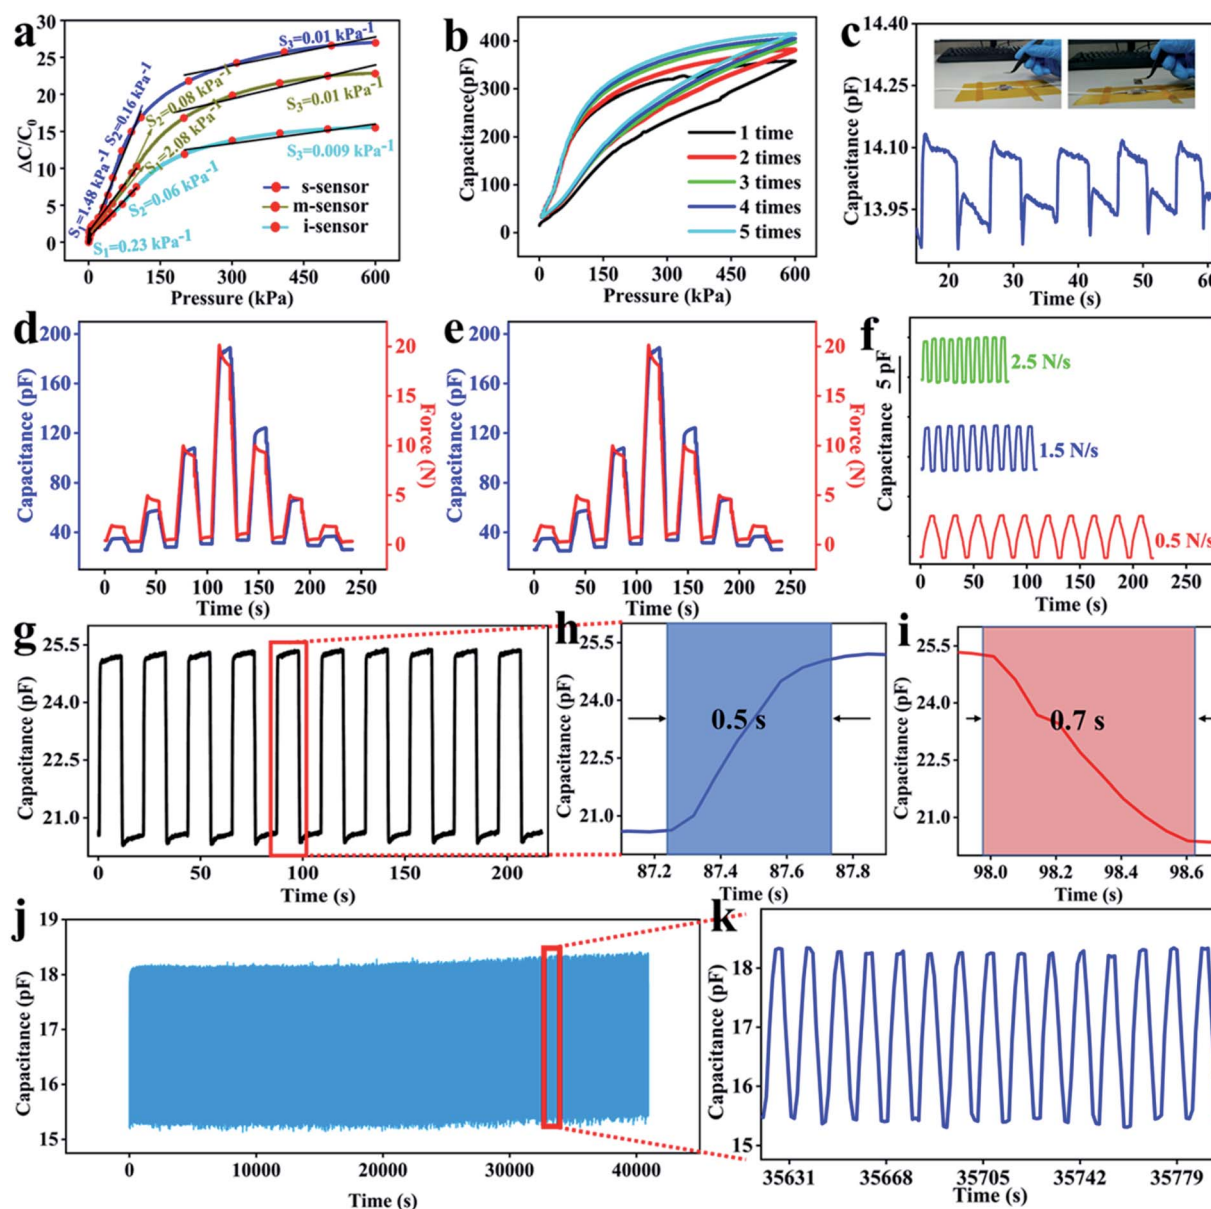 a
ΔC/C0
30
25
20
15
10
5
0
S1=1.48 kPa-1
S2=0.16 kPa-1
S3=0.01 kPa-1
S1=2.08 kPa-1
S2=0.08 kPa-1
S3=0.01 kPa-1
S1=0.23 kPa-1
S2=0.06 kPa-1
S3=0.009 kPa-1
s-sensor
m-sensor
i-sensor
0 150 300 450 600
Pressure (kPa)
b
Capacitance(pF)
400
300
200
100
0
1 time
2 times
3 times
4 times
5 times
0 150 300 450 600
Pressure (kPa)
c
Capacitance (pF)
14.40
14.25
14.10
13.95
20 30 40 50 60
Time (s)
d
Capacitance (pF)
200
160
120
80
40
Force (N)
20
15
10
5
0
0 50 100 150 200 250
Time (s)
e
Capacitance (pF)
200
160
120
80
40
Force (N)
20
15
10
5
0
0 50 100 150 200 250
Time (s)
f
Capacitance
5 pF
2.5 N/s
1.5 N/s
0.5 N/s
0 50 100 150 200 250
Time (s)
g
Capacitance (pF)
25.5
24.0
22.5
21.0
0 50 100 150 200
Time (s)
h
Capacitance (pF)
25.5
24.0
22.5
21.0
0.5 s
87.2 87.4 87.6 87.8
Time (s)
i
Capacitance (pF)
25.5
24.0
22.5
21.0
0.7 s
98.0 98.2 98.4 98.6
Time (s)
j
Capacitance (pF)
19
18
17
16
15
0 10000 20000 30000 40000
Time (s)
k
Capacitance (pF)
18
17
16
15
35631 35668 35705 35742 35779
Time (s)